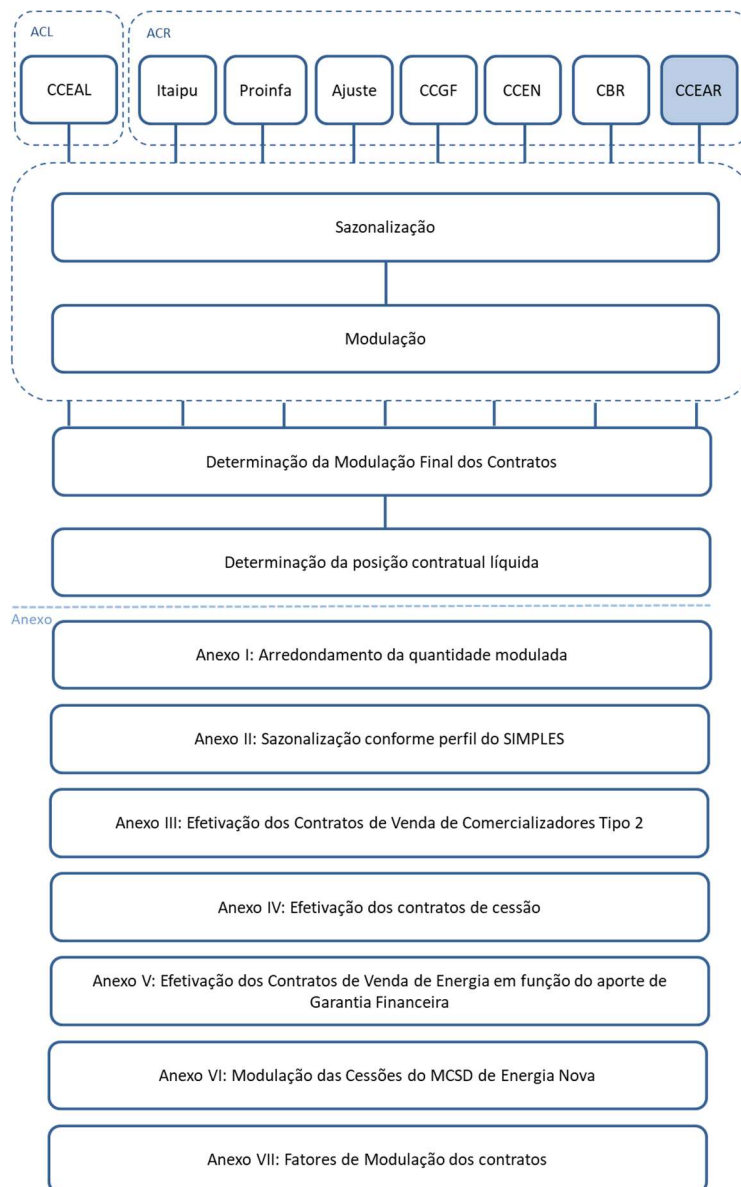 ACL
ACR
CCEAL
Itaipu
Proinfa
Ajuste
CCGF
CCEN
CBR
CCEAR
Sazonalização
Modulação
Determinação da Modulação Final dos Contratos
Determinação da posição contratual líquida
Anexo
Anexo I: Arredondamento da quantidade modulada
Anexo II: Sazonalização conforme perfil do SIMPLES
Anexo III: Efetivação dos Contratos de Venda de Comercializadores Tipo 2
Anexo IV: Efetivação dos contratos de cessão
Anexo V: Efetivação dos Contratos de Venda de Energia em função do aporte de
Garantia Financeira
Anexo VI: Modulação das Cessões do MCSD de Energia Nova
Anexo VII: Fatores de Modulação dos contratos